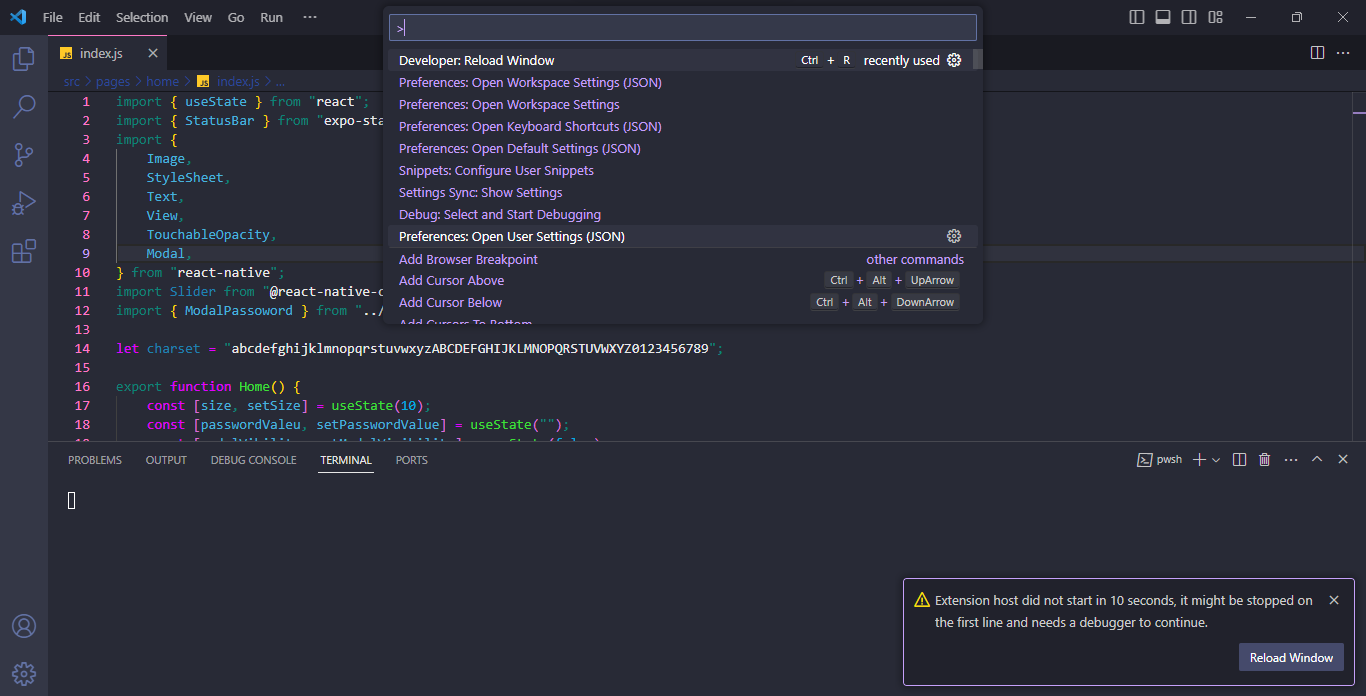 File Edit Selection View Go Run ···
>
index.js
src > pages > home > index.js > ...
Developer: Reload Window Ctrl + R recently used
Preferences: Open Workspace Settings (JSON)
Preferences: Open Workspace Settings
Preferences: Open Keyboard Shortcuts (JSON)
Preferences: Open Default Settings (JSON)
Snippets: Configure User Snippets
Settings Sync: Show Settings
Debug: Select and Start Debugging
Preferences: Open User Settings (JSON)
Add Browser Breakpoint other commands
Add Cursor Above Ctrl + Alt + UpArrow
Add Cursor Below Ctrl + Alt + DownArrow
Add Cursors To Bottom
1 import { useState } from "react";
2 import { StatusBar } from "expo-sta
3 import {
4 Image,
5 StyleSheet,
6 Text,
7 View,
8 TouchableOpacity,
9 Modal,
10 } from "react-native";
11 import Slider from "@react-native-c
12 import { ModalPassoword } from "../
13
14 let charset = "abcdefghijklmnopqrstuvwxyzABCDEFGHIJKLMNOPQRSTUVWXYZ0123456789";
15
16 export function Home() {
17 const [size, setSize] = useState(10);
18 const [passwordValeu, setPasswordValue] = useState("");
PROBLEMS OUTPUT DEBUG CONSOLE TERMINAL PORTS
pwsh
Extension host did not start in 10 seconds, it might be stopped on
the first line and needs a debugger to continue.
Reload Window